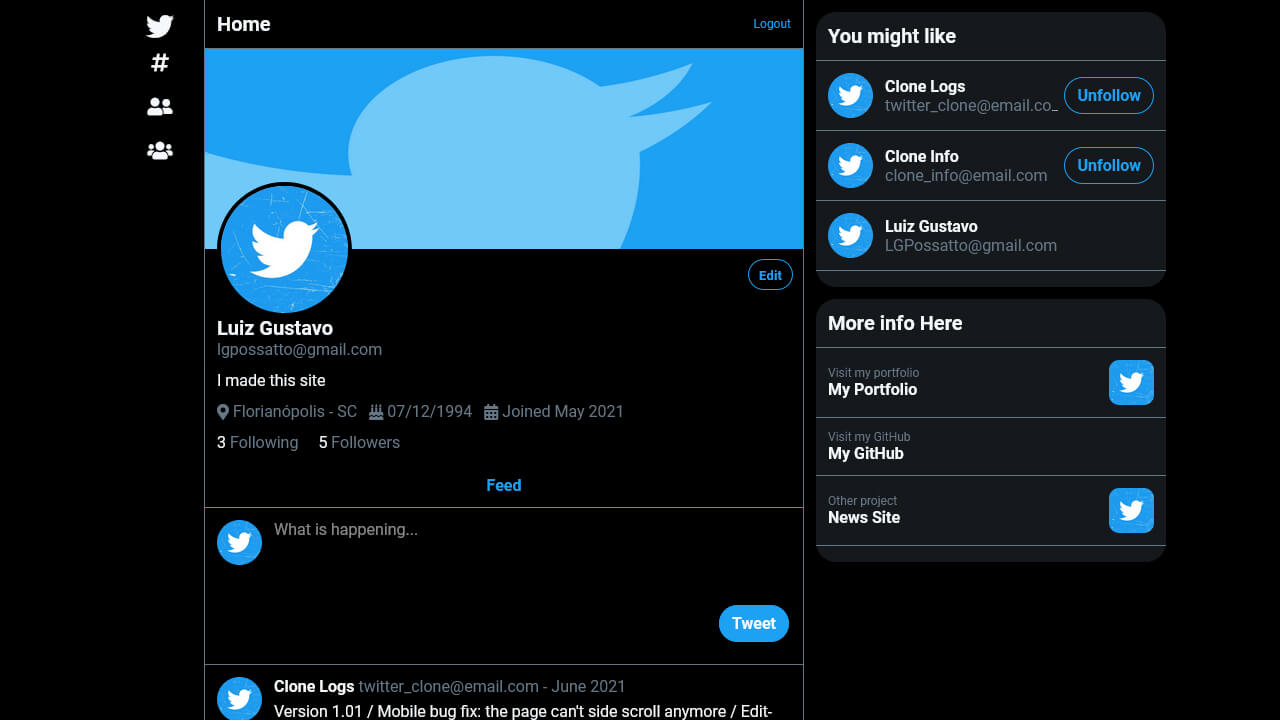 Home
Logout
Edit
Luiz Gustavo
lgpossatto@gmail.com
I made this site
Florianópolis - SC 07/12/1994 Joined May 2021
3 Following 5 Followers
Feed
What is happening...
Tweet
Clone Logs twitter_clone@email.com - June 2021
Version 1.01 / Mobile bug fix: the page can't side scroll anymore / Edit-
You might like
Clone Logs
twitter_clone@email.co_
Unfollow
Clone Info
clone_info@email.com
Unfollow
Luiz Gustavo
LGPossatto@gmail.com
More info Here
Visit my portfolio
My Portfolio
Visit my GitHub
My GitHub
Other project
News Site